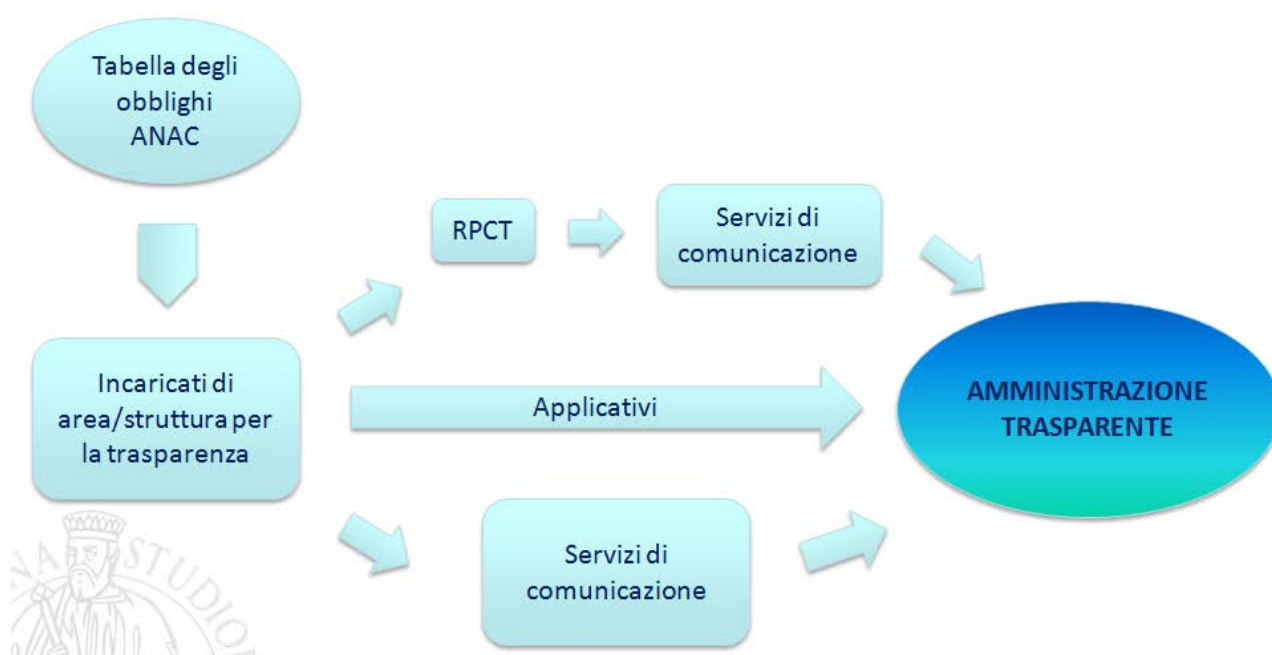 Tabella degli
obblighi
ANAC
RPCT
Servizi di
comunicazione
Incaricati di
area/struttura per
la trasparenza
Applicativi
AMMINISTRAZIONE
TRASPARENTE
Servizi di
comunicazione